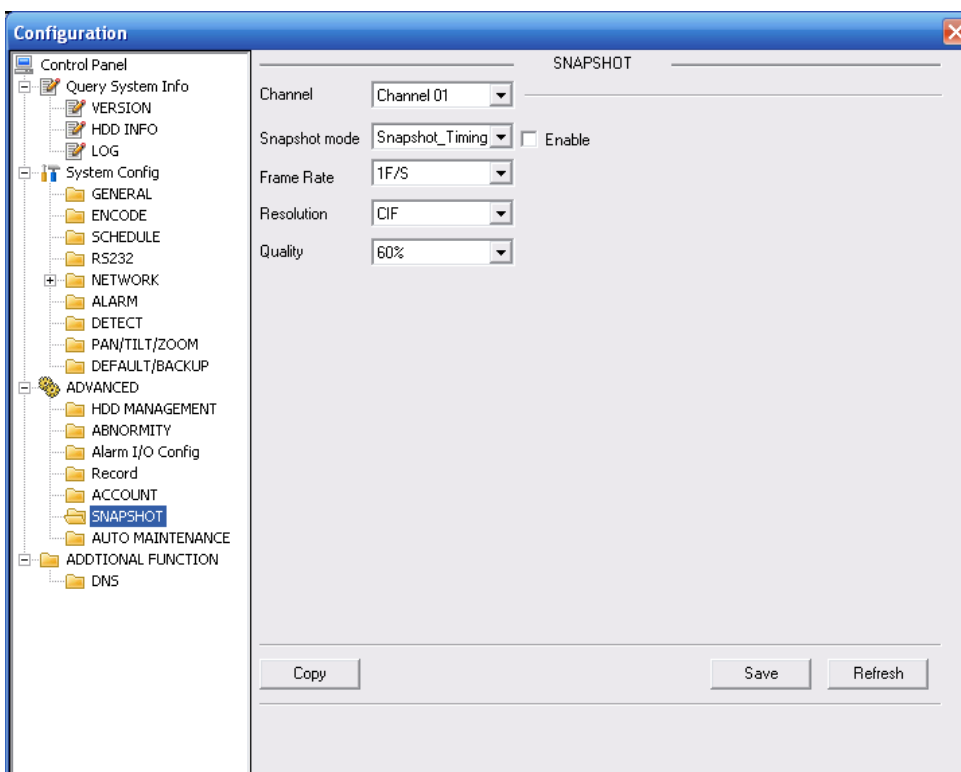 Configuration
Control Panel
Query System Info
VERSION
HDD INFO
LOG
System Config
GENERAL
ENCODE
SCHEDULE
RS232
NETWORK
ALARM
DETECT
PAN/TILT/ZOOM
DEFAULT/BACKUP
ADVANCED
HDD MANAGEMENT
ABNORMITY
Alarm I/O Config
Record
ACCOUNT
SNAPSHOT
AUTO MAINTENANCE
ADDTIONAL FUNCTION
DNS
SNAPSHOT
Channel Channel 01
Snapshot mode Snapshot_Timing Enable
Frame Rate 1F/S
Resolution CIF
Quality 60%
Copy Save Refresh